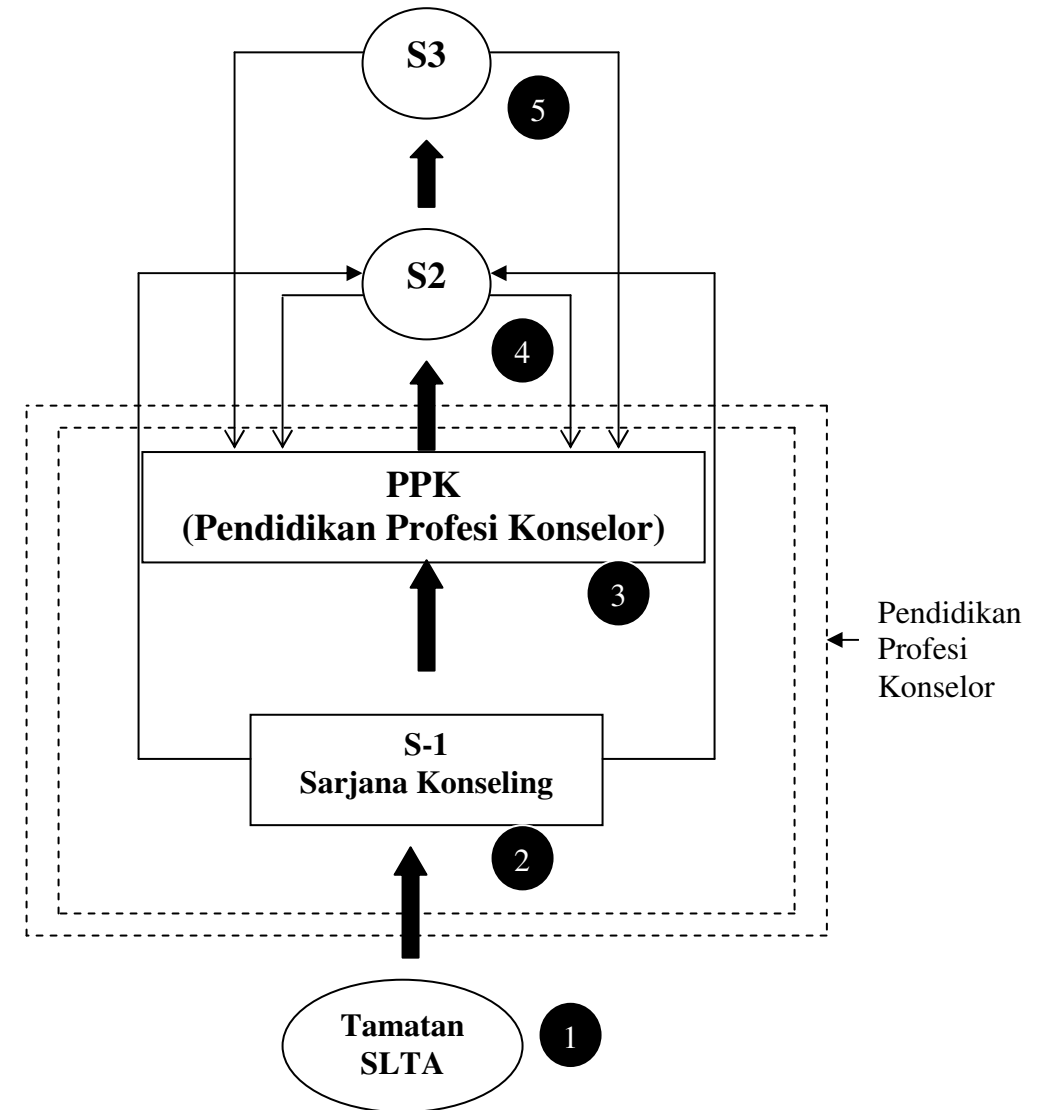 S3
5
S2
4
PPK
(Pendidikan Profesi Konselor)
3
Pendidikan
Profesi
Konselor
S-1
Sarjana Konseling
2
Tamatan
SLTA
1